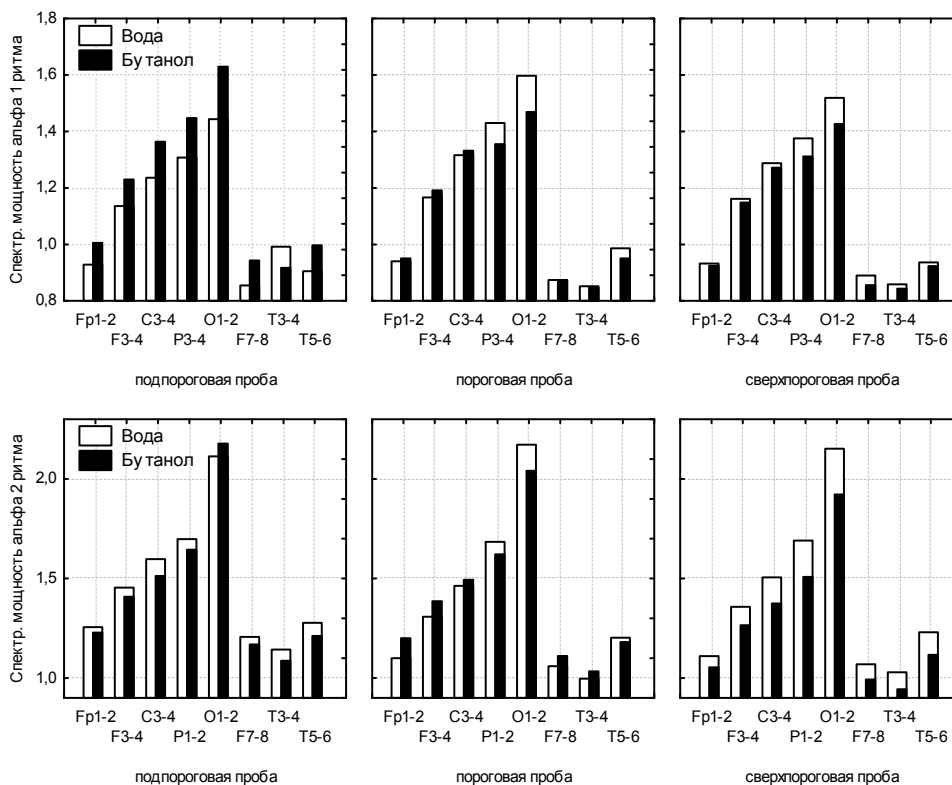 Спектр. мощность альфа 1 ритма
1,8
1,6
1,4
1,2
1,0
0,8
Вода
Бутанол
Fp1-2 C3-4 O1-2 T3-4
F3-4 P3-4 F7-8 T5-6
подпороговая проба
Fp1-2 C3-4 O1-2 T3-4
F3-4 P3-4 F7-8 T5-6
пороговая проба
Fp1-2 C3-4 O1-2 T3-4
F3-4 P3-4 F7-8 T5-6
сверхпороговая проба
Спектр. мощность альфа 2 ритма
2,0
1,5
1,0
Вода
Бутанол
Fp1-2 C3-4 O1-2 T3-4
F3-4 P1-2 F7-8 T5-6
подпороговая проба
Fp1-2 C3-4 O1-2 T3-4
F3-4 P1-2 F7-8 T5-6
пороговая проба
Fp1-2 C3-4 O1-2 T3-4
F3-4 P1-2 F7-8 T5-6
сверхпороговая проба